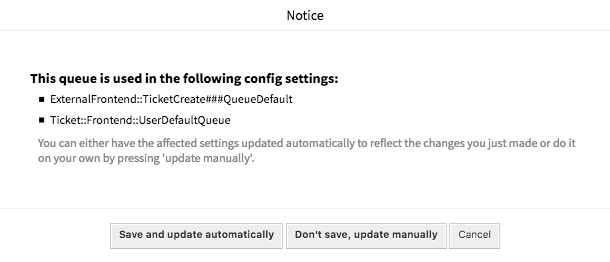 Notice
This queue is used in the following config settings:
ExternalFrontend::TicketCreate###QueueDefault
Ticket::Frontend::UserDefaultQueue
You can either have the affected settings updated automatically to reflect the changes you just made or do it
on your own by pressing 'update manually'.
Save and update automatically Don't save, update manually Cancel